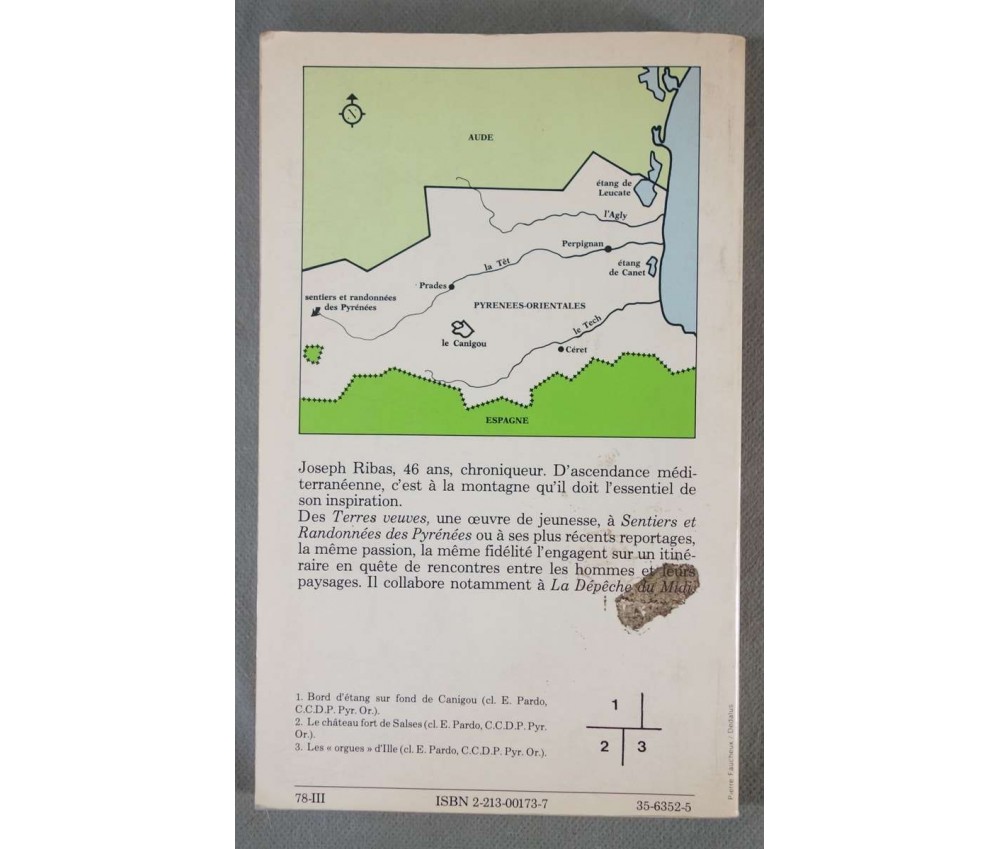 N
AUDE
étang de
Leucate
l'Agly
Perpignan
la Têt
étang
de Canet
Prades
sentiers et randonnées
des Pyrénées
PYRENEES-ORIENTALES
le Canigou
le Tech
Céret
ESPAGNE
Joseph Ribas, 46 ans, chroniqueur. D'ascendance médi-
terranéenne, c'est à la montagne qu'il doit l'essentiel de
son inspiration.
Des Terres veuves, une œuvre de jeunesse, à Sentiers et
Randonnées des Pyrénées ou à ses plus récents reportages,
la même passion, la même fidélité l'engagent sur un itiné-
raire en quête de rencontres entre les hommes et leurs
paysages. Il collabore notamment à La Dépêche du Midi.
1. Bord d'étang sur fond de Canigou (cl. E. Pardo,
C.C.D.P. Pyr. Or.).
2. Le château fort de Salses (cl. E. Pardo, C.C.D.P. Pyr.
Or.).
3. Les « orgues » d'Ille (cl. E. Pardo, C.C.D.P. Pyr. Or.).
1
2 3
Pierre Faucheux / Dedalus
78-III ISBN 2-213-00173-7 35-6352-5